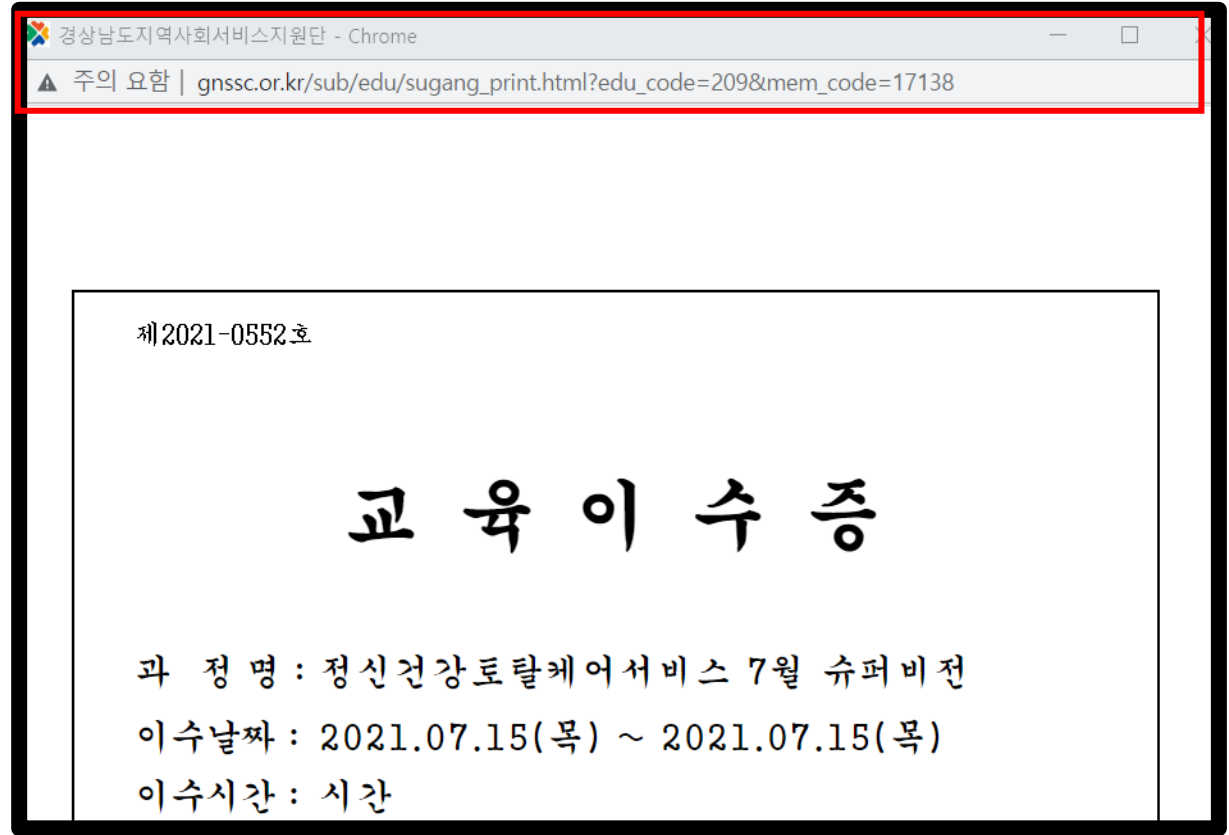 경상남도지역사회서비스지원단 - Chrome
주의 요함 | gnssc.or.kr/sub/edu/sugang_print.html?edu_code=209&mem_code=17138
제2021-0552호
교 육 이 수 증
과 정 명 : 정신건강토탈케어서비스 7월 슈퍼비전
이수날짜 : 2021.07.15(목) ~ 2021.07.15(목)
이수시간 : 시간